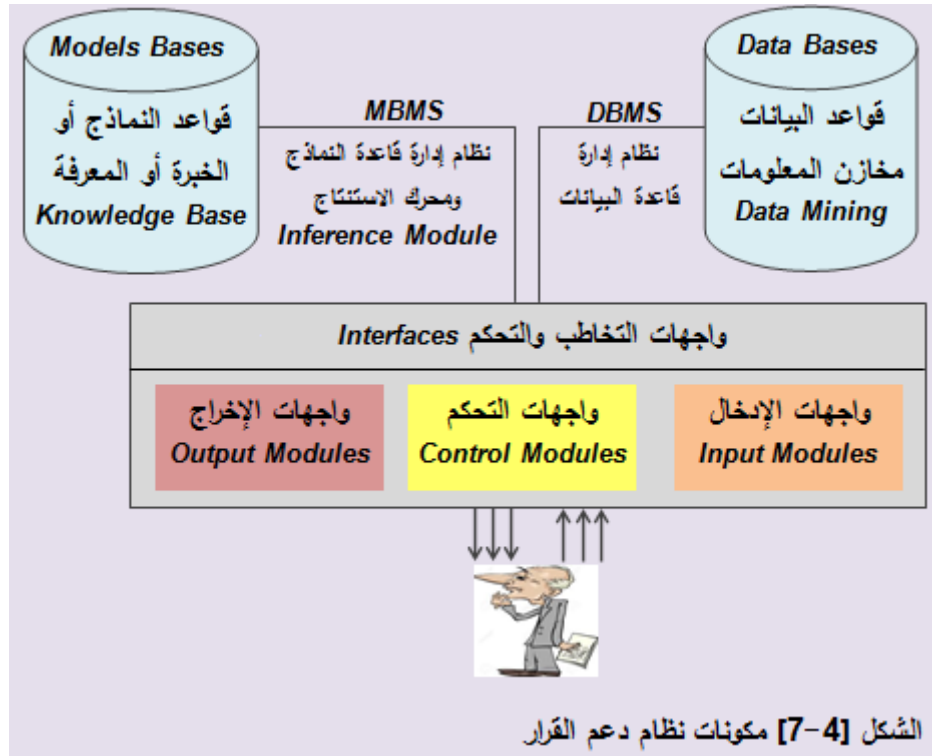 Models Bases
قواعد النماذج أو
الخبرة أو المعرفة
Knowledge Base
MBMS
نظام إدارة قاعدة النماذج
ومحرك الاستنتاج
Inference Module
DBMS
نظام إدارة
قاعدة البيانات
Data Bases
قواعد البيانات
مخازن المعلومات
Data Mining
واجهات التخاطب والتحكم Interfaces
واجهات الإخراج
Output Modules
واجهات التحكم
Control Modules
واجهات الإدخال
Input Modules
الشكل [4-7] مكونات نظام دعم القرار